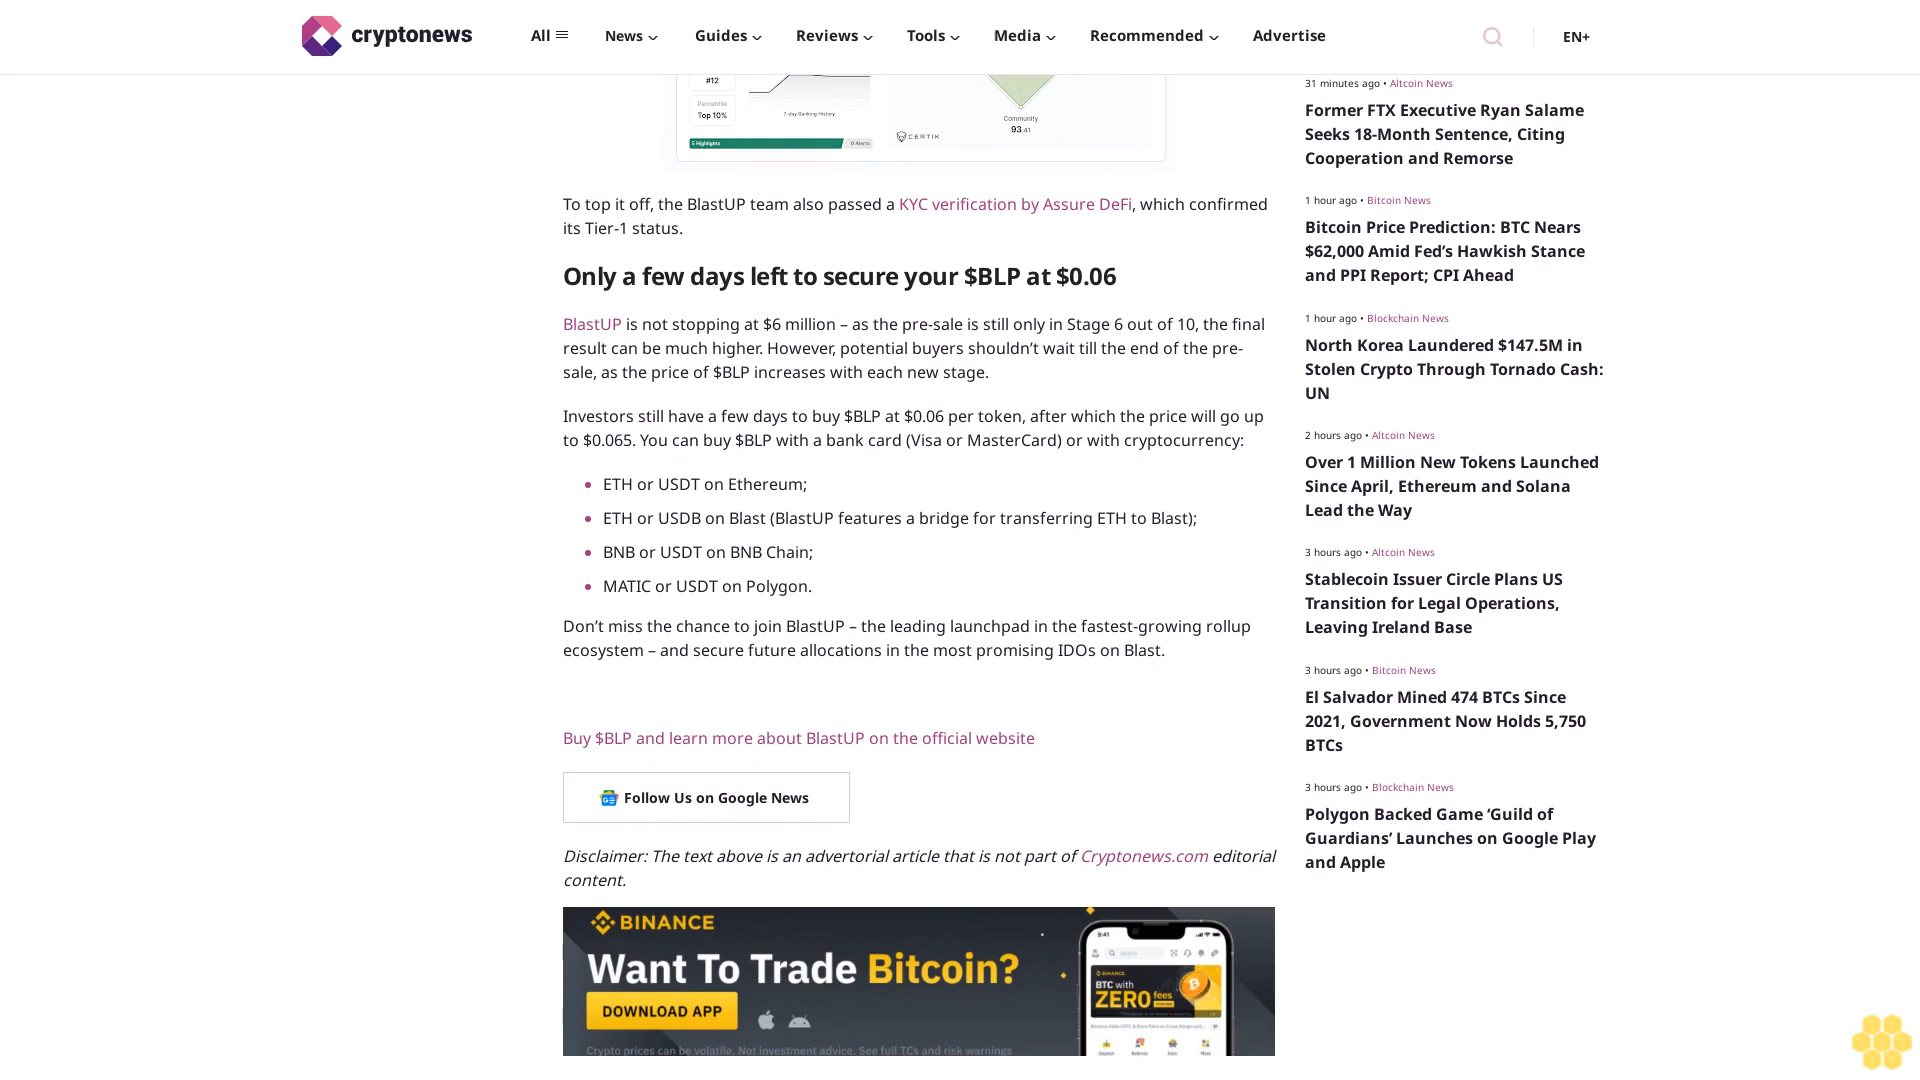 cryptonews
All
News
Guides
Reviews
Tools
Media
Recommended
Advertise
EN+
#12
Percentile
Top 10%
7-day Ranking History
5 Highlights
0 Alerts
Community
93.41
CERTIK
To top it off, the BlastUP team also passed a KYC verification by Assure DeFi, which confirmed
its Tier-1 status.
Only a few days left to secure your $BLP at $0.06
BlastUP is not stopping at $6 million – as the pre-sale is still only in Stage 6 out of 10, the final
result can be much higher. However, potential buyers shouldn’t wait till the end of the pre-
sale, as the price of $BLP increases with each new stage.
Investors still have a few days to buy $BLP at $0.06 per token, after which the price will go up
to $0.065. You can buy $BLP with a bank card (Visa or MasterCard) or with cryptocurrency:
• ETH or USDT on Ethereum;
• ETH or USDB on Blast (BlastUP features a bridge for transferring ETH to Blast);
• BNB or USDT on BNB Chain;
• MATIC or USDT on Polygon.
Don’t miss the chance to join BlastUP – the leading launchpad in the fastest-growing rollup
ecosystem – and secure future allocations in the most promising IDOs on Blast.
Buy $BLP and learn more about BlastUP on the official website
Follow Us on Google News
Disclaimer: The text above is an advertorial article that is not part of Cryptonews.com editorial
content.
BINANCE
Want To Trade Bitcoin?
DOWNLOAD APP
Crypto prices can be volatile. Not investment advice. See full TCs and risk warnings
9:41
Search
BINANCE
BTC with
ZERO fees
Deposit
Referral
Earn
More
31 minutes ago • Altcoin News
Former FTX Executive Ryan Salame
Seeks 18-Month Sentence, Citing
Cooperation and Remorse
1 hour ago • Bitcoin News
Bitcoin Price Prediction: BTC Nears
$62,000 Amid Fed’s Hawkish Stance
and PPI Report; CPI Ahead
1 hour ago • Blockchain News
North Korea Laundered $147.5M in
Stolen Crypto Through Tornado Cash:
UN
2 hours ago • Altcoin News
Over 1 Million New Tokens Launched
Since April, Ethereum and Solana
Lead the Way
3 hours ago • Altcoin News
Stablecoin Issuer Circle Plans US
Transition for Legal Operations,
Leaving Ireland Base
3 hours ago • Bitcoin News
El Salvador Mined 474 BTCs Since
2021, Government Now Holds 5,750
BTCs
3 hours ago • Blockchain News
Polygon Backed Game ‘Guild of
Guardians’ Launches on Google Play
and Apple